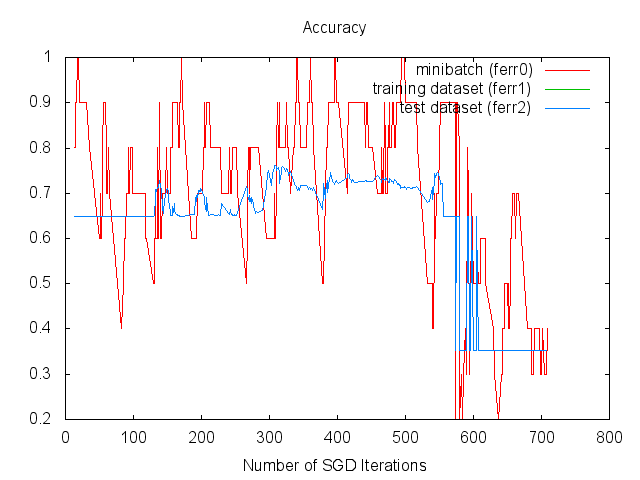 Accuracy
1
0.9
0.8
0.7
0.6
0.5
0.4
0.3
0.2
minibatch (ferr0)
training dataset (ferr1)
test dataset (ferr2)
0 100 200 300 400 500 600 700 800
Number of SGD Iterations